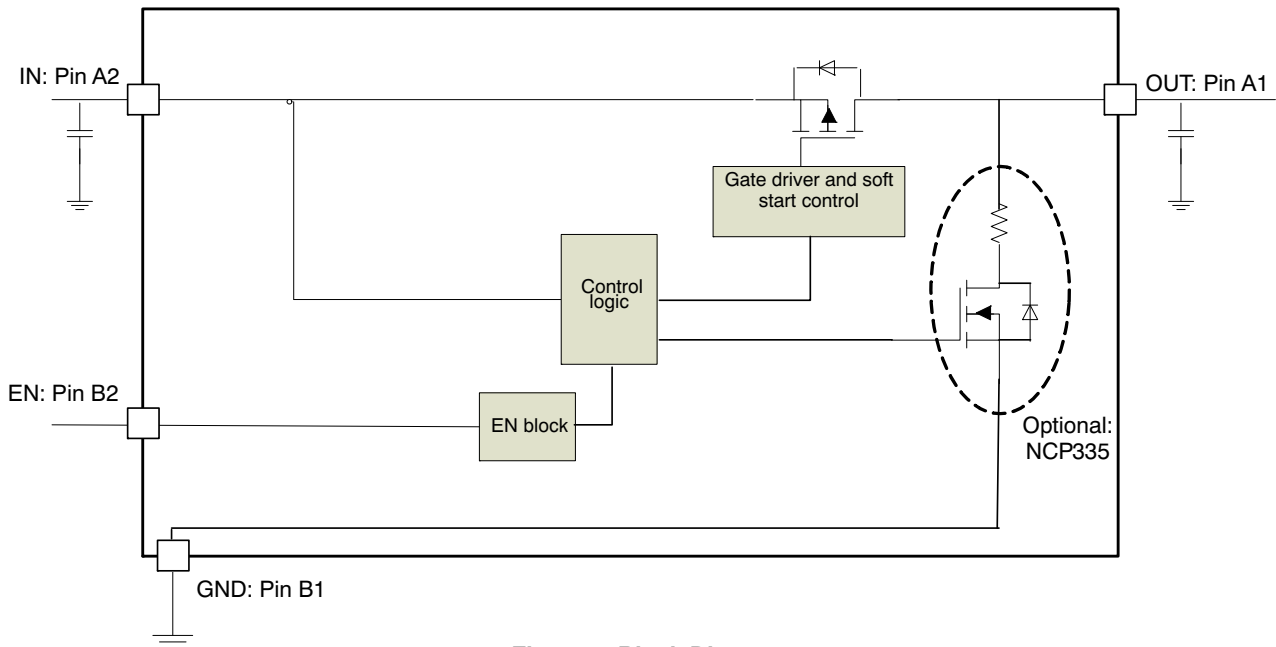 IN: Pin A2
OUT: Pin A1
Gate driver and soft
start control
Control
logic
EN: Pin B2
EN block
Optional:
NCP335
GND: Pin B1